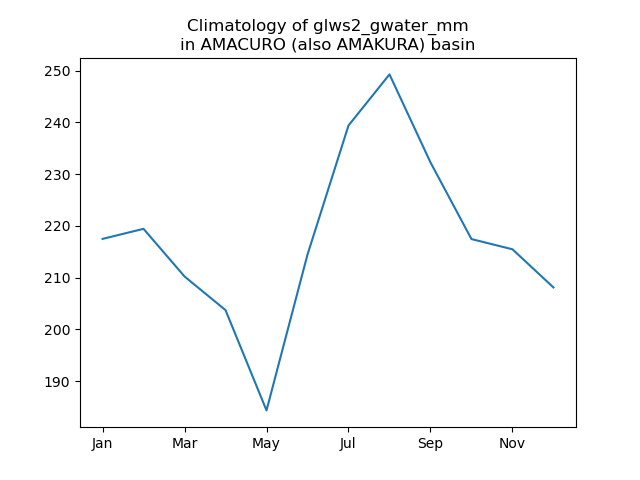 Climatology of glws2_gwater_mm
in AMACURO (also AMAKURA) basin
250
240
230
220
210
200
190
Jan Mar May Jul Sep Nov